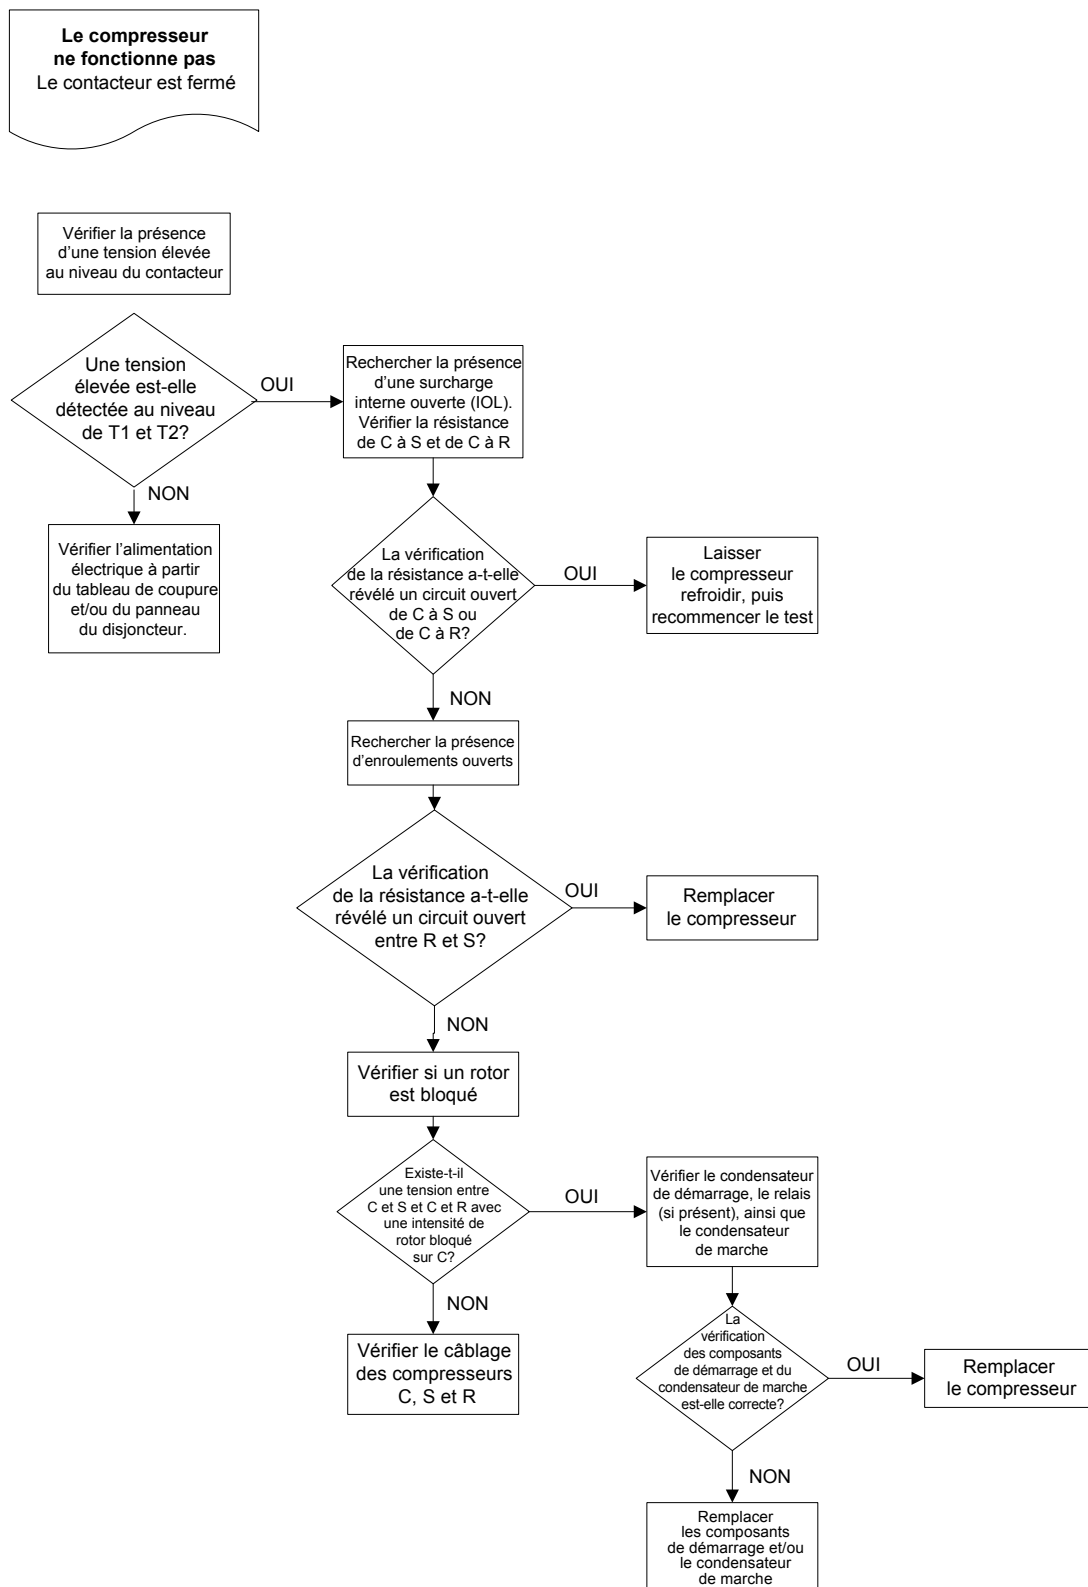 Le compresseur
ne fonctionne pas
Le contacteur est fermé
Vérifier la présence
d'une tension élevée
au niveau du contacteur
Une tension
élevée est-elle
détectée au niveau
de T1 et T2?
OUI
Rechercher la présence
d'une surcharge
interne ouverte (IOL).
Vérifier la résistance
de C à S et de C à R
NON
Vérifier l'alimentation
électrique à partir
du tableau de coupure
et/ou du panneau
du disjoncteur.
La vérification
de la résistance a-t-elle
révélé un circuit ouvert
de C à S ou
de C à R?
OUI
Laisser
le compresseur
refroidir, puis
recommencer le test
NON
Rechercher la présence
d'enroulements ouverts
La vérification
de la résistance a-t-elle
révélé un circuit ouvert
entre R et S?
OUI
Remplacer
le compresseur
NON
Vérifier si un rotor
est bloqué
Existe-t-il
une tension entre
C et S et C et R avec
une intensité de
rotor bloqué
sur C?
OUI
Vérifier le condensateur
de démarrage, le relais
(si présent), ainsi que
le condensateur
de marche
NON
Vérifier le câblage
des compresseurs
C, S et R
La
vérification
des composants
de démarrage et du
condensateur de marche
est-elle correcte?
OUI
Remplacer
le compresseur
NON
Remplacer
les composants
de démarrage et/ou
le condensateur
de marche